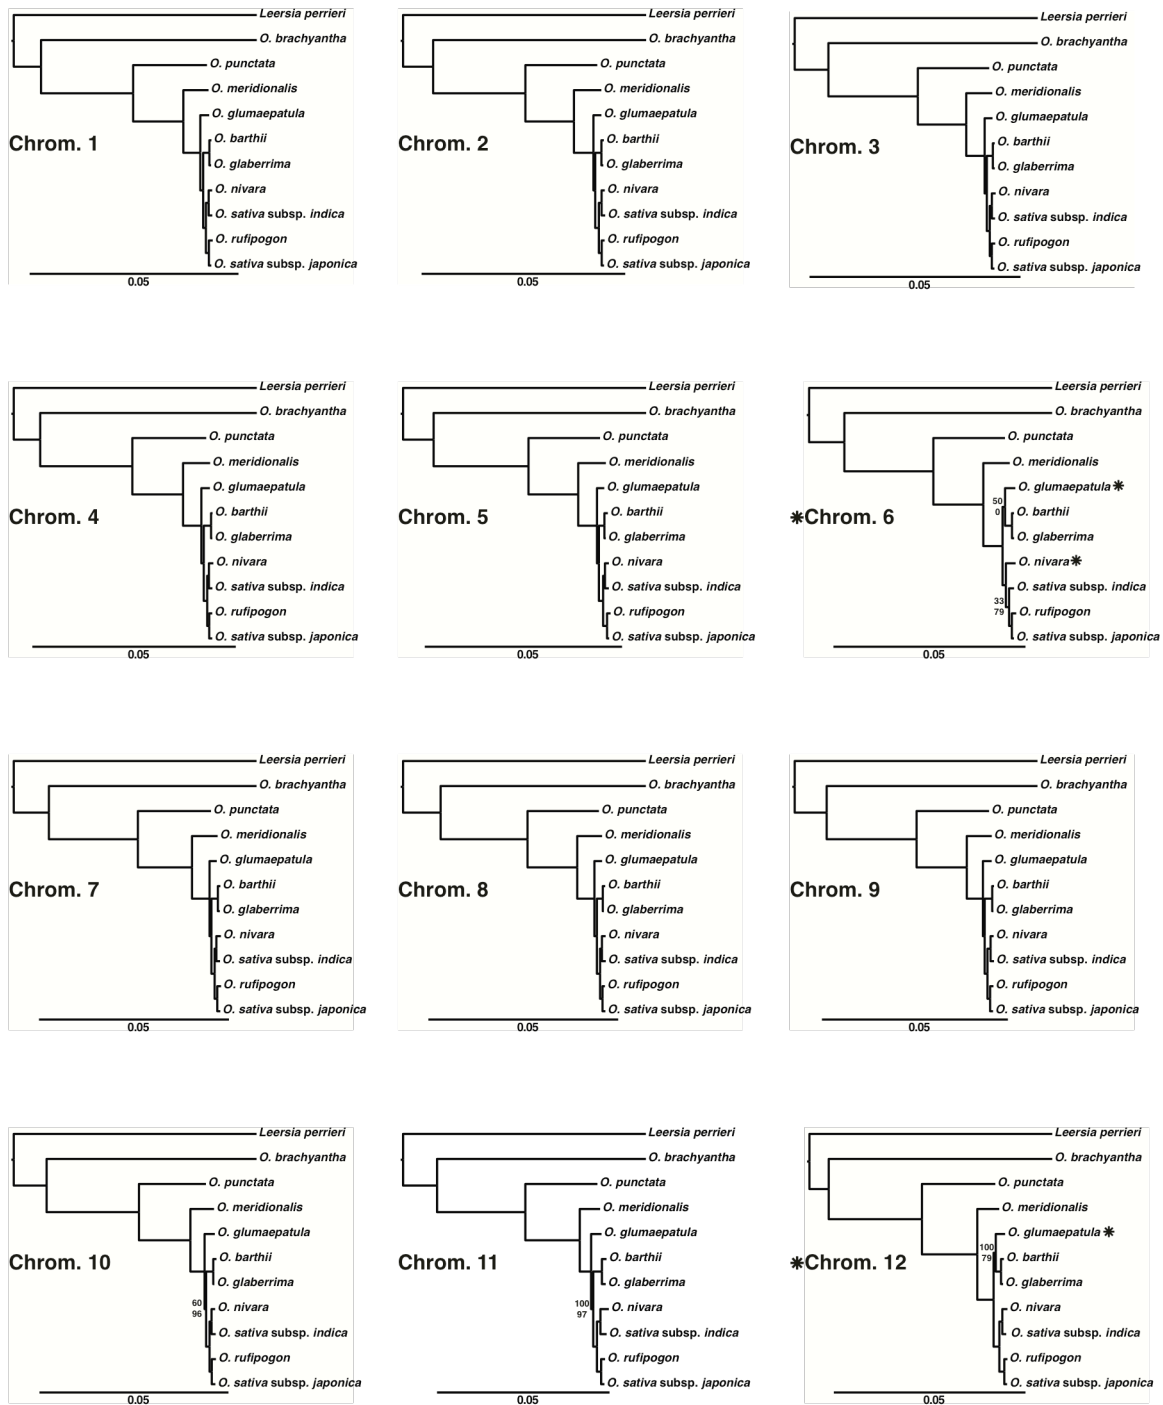 Leersia perrieri
O. brachyantha
O. punctata
O. meridionalis
O. glumaepatula
O. barthii
Chrom. 1
O. glaberrima
O. nivara
O. sativa subsp. indica
O. rufipogon
O. sativa subsp. japonica
0.05
Leersia perrieri
O. brachyantha
O. punctata
O. meridionalis
O. glumaepatula
O. barthii
Chrom. 2
O. glaberrima
O. nivara
O. sativa subsp. indica
O. rufipogon
O. sativa subsp. japonica
0.05
Leersia perrieri
O. brachyantha
O. punctata
O. meridionalis
O. glumaepatula
O. barthii
Chrom. 3
O. glaberrima
O. nivara
O. sativa subsp. indica
O. rufipogon
O. sativa subsp. japonica
0.05
Leersia perrieri
O. brachyantha
O. punctata
O. meridionalis
O. glumaepatula
O. barthii
Chrom. 4
O. glaberrima
O. nivara
O. sativa subsp. indica
O. rufipogon
O. sativa subsp. japonica
0.05
Leersia perrieri
O. brachyantha
O. punctata
O. meridionalis
O. glumaepatula
O. barthii
Chrom. 5
O. glaberrima
O. nivara
O. sativa subsp. indica
O. rufipogon
O. sativa subsp. japonica
0.05
Leersia perrieri
O. brachyantha
O. punctata
O. meridionalis
O. glumaepatula *
50
0
O. barthii
*Chrom. 6
O. glaberrima
O. nivara *
O. sativa subsp. indica
33
79
O. rufipogon
O. sativa subsp. japonica
0.05
Leersia perrieri
O. brachyantha
O. punctata
O. meridionalis
O. glumaepatula
O. barthii
Chrom. 7
O. glaberrima
O. nivara
O. sativa subsp. indica
O. rufipogon
O. sativa subsp. japonica
0.05
Leersia perrieri
O. brachyantha
O. punctata
O. meridionalis
O. glumaepatula
O. barthii
Chrom. 8
O. glaberrima
O. nivara
O. sativa subsp. indica
O. rufipogon
O. sativa subsp. japonica
0.05
Leersia perrieri
O. brachyantha
O. punctata
O. meridionalis
O. glumaepatula
O. barthii
Chrom. 9
O. glaberrima
O. nivara
O. sativa subsp. indica
O. rufipogon
O. sativa subsp. japonica
0.05
Leersia perrieri
O. brachyantha
O. punctata
O. meridionalis
O. glumaepatula
O. barthii
Chrom. 10
O. glaberrima
60
96
O. nivara
O. sativa subsp. indica
O. rufipogon
O. sativa subsp. japonica
0.05
Leersia perrieri
O. brachyantha
O. punctata
O. meridionalis
O. glumaepatula
O. barthii
Chrom. 11
O. glaberrima
100
97
O. nivara
O. sativa subsp. indica
O. rufipogon
O. sativa subsp. japonica
0.05
Leersia perrieri
O. brachyantha
O. punctata
O. meridionalis
O. glumaepatula *
100
79
O. barthii
*Chrom. 12
O. glaberrima
O. nivara
O. sativa subsp. indica
O. rufipogon
O. sativa subsp. japonica
0.05